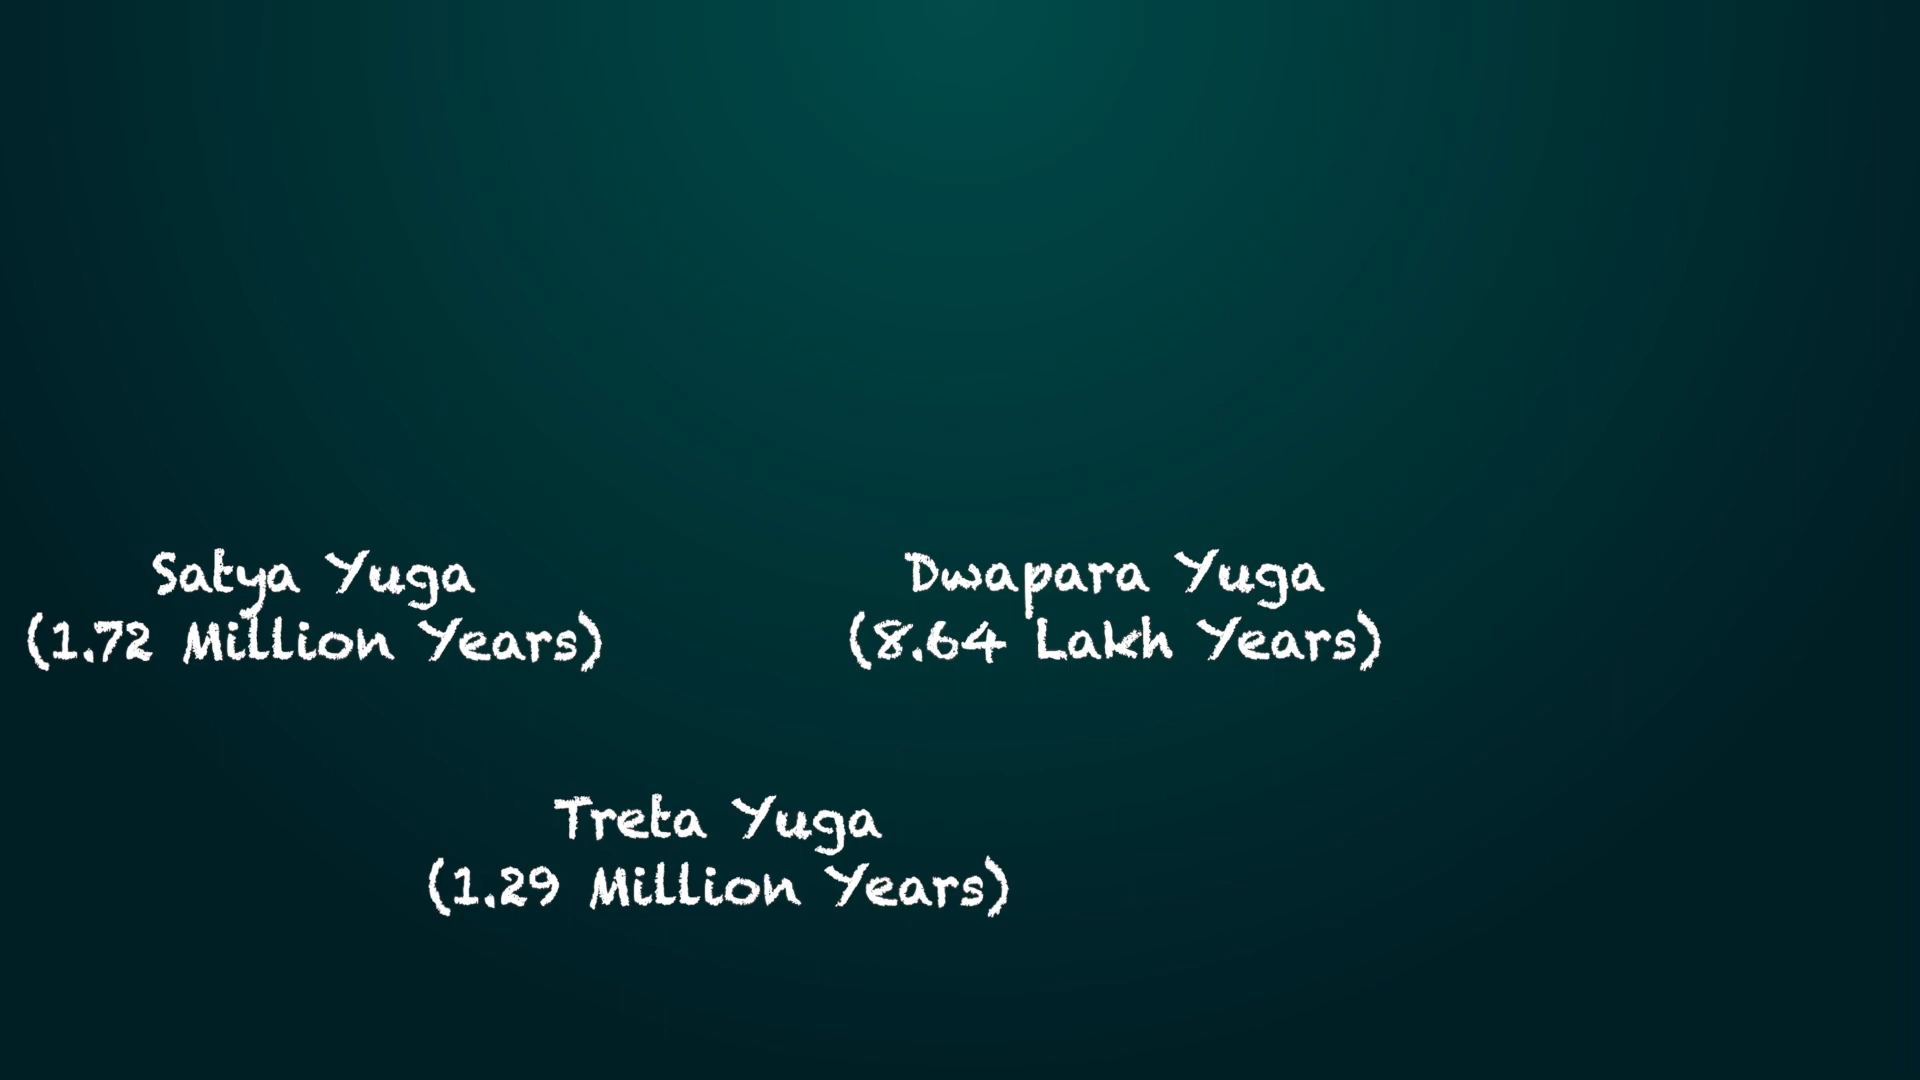 Satya Yuga
(1.72 Million Years)
Dwapara Yuga
(8.64 Lakh Years)
Treta Yuga
(1.29 Million Years)